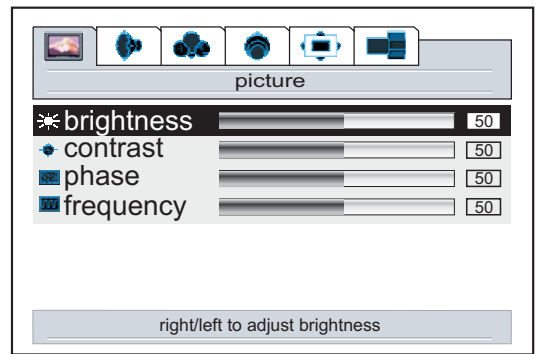 picture
brightness 50
contrast 50
phase 50
frequency 50
right/left to adjust brightness